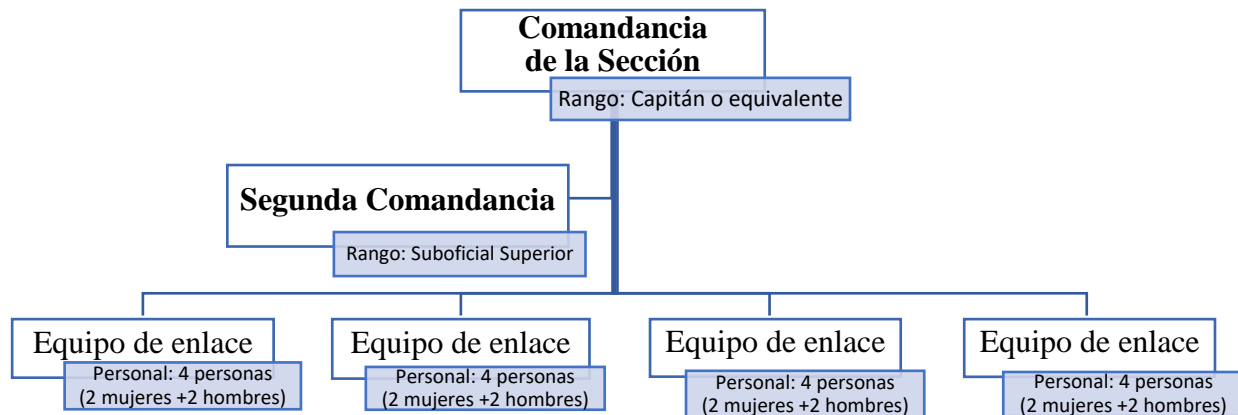 Comandancia
de la Sección
Rango: Capitán o equivalente
Segunda Comandancia
Rango: Suboficial Superior
Equipo de enlace
Personal: 4 personas
(2 mujeres +2 hombres)
Equipo de enlace
Personal: 4 personas
(2 mujeres +2 hombres)
Equipo de enlace
Personal: 4 personas
(2 mujeres +2 hombres)
Equipo de enlace
Personal: 4 personas
(2 mujeres +2 hombres)